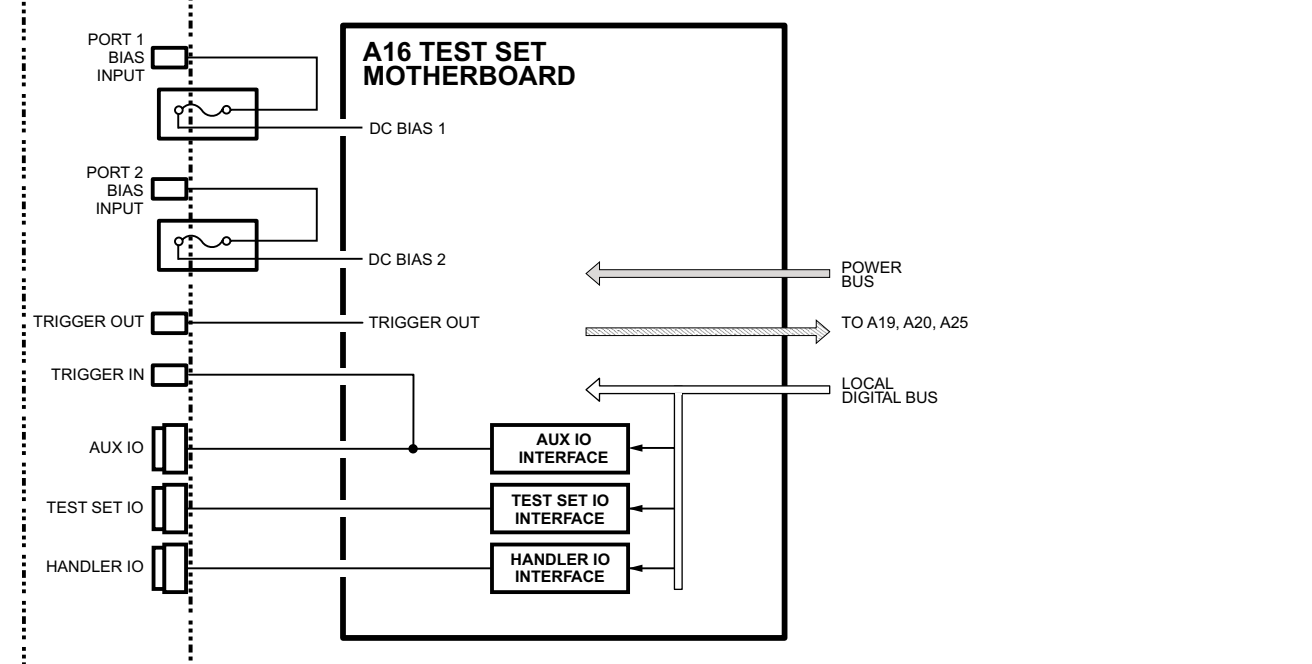 PORT 1
BIAS
INPUT
A16 TEST SET
MOTHERBOARD
DC BIAS 1
PORT 2
BIAS
INPUT
DC BIAS 2
POWER
BUS
TRIGGER OUT
TRIGGER OUT
TO A19, A20, A25
TRIGGER IN
LOCAL
DIGITAL BUS
AUX IO
AUX IO
INTERFACE
TEST SET IO
TEST SET IO
INTERFACE
HANDLER IO
HANDLER IO
INTERFACE